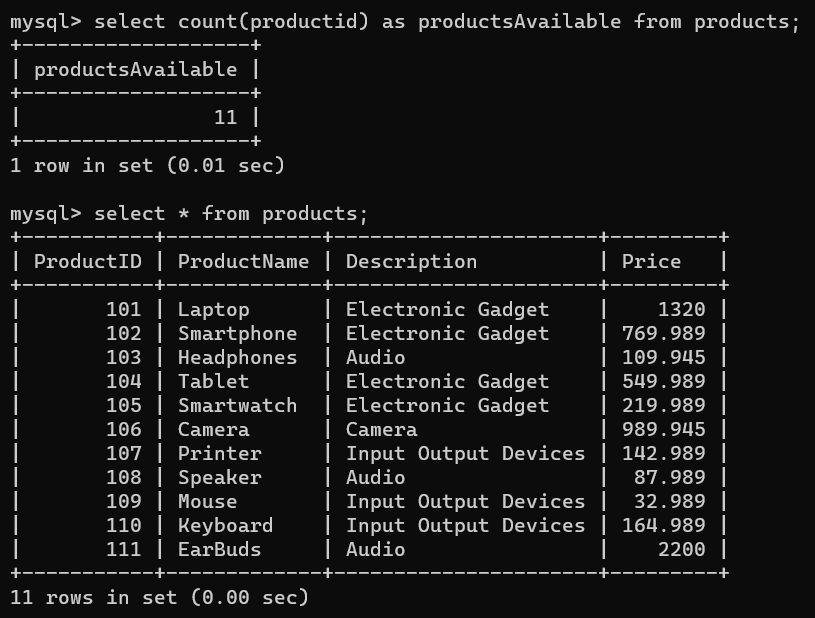 mysql> select count(productid) as productsAvailable from products;
+-------------------+
| productsAvailable |
+-------------------+
|                11 |
+-------------------+
1 row in set (0.01 sec)

mysql> select * from products;
+-----------+-------------+----------------------+---------+
| ProductID | ProductName | Description          | Price   |
+-----------+-------------+----------------------+---------+
|       101 | Laptop      | Electronic Gadget    |    1320 |
|       102 | Smartphone  | Electronic Gadget    | 769.989 |
|       103 | Headphones  | Audio                | 109.945 |
|       104 | Tablet      | Electronic Gadget    | 549.989 |
|       105 | Smartwatch  | Electronic Gadget    | 219.989 |
|       106 | Camera      | Camera               | 989.945 |
|       107 | Printer     | Input Output Devices | 142.989 |
|       108 | Speaker     | Audio                |  87.989 |
|       109 | Mouse       | Input Output Devices |  32.989 |
|       110 | Keyboard    | Input Output Devices | 164.989 |
|       111 | EarBuds     | Audio                |    2200 |
+-----------+-------------+----------------------+---------+
11 rows in set (0.00 sec)